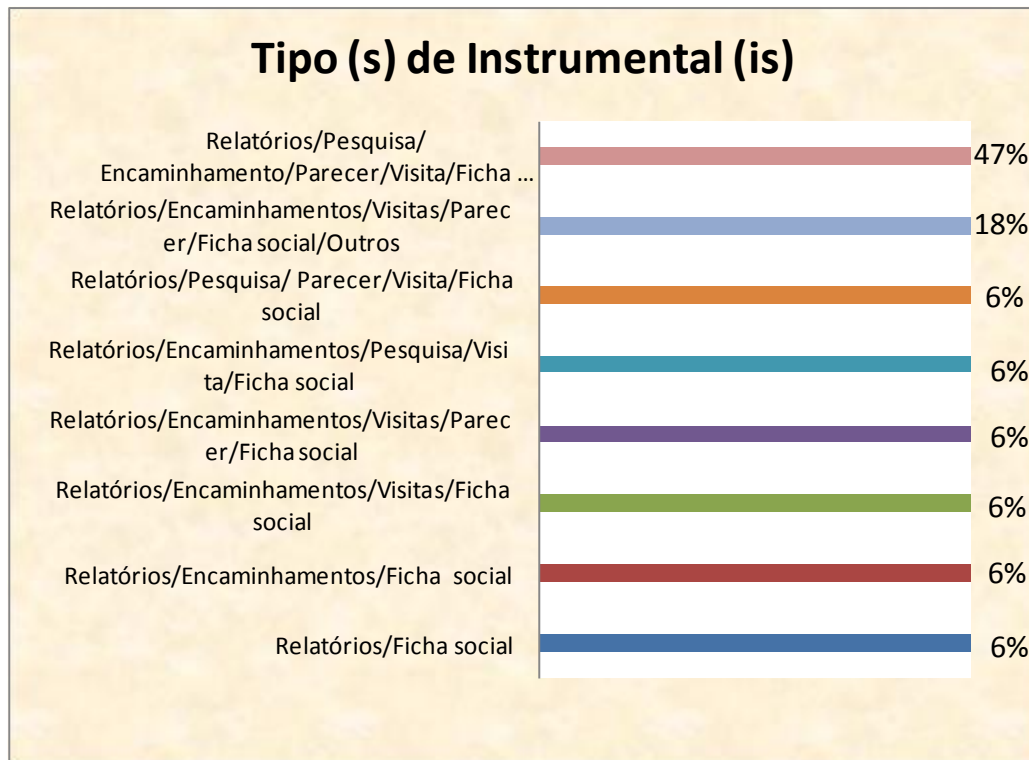 Tipo (s) de Instrumental (is)
Relatórios/Pesquisa/
Encaminhamento/Parecer/Visita/Ficha ...
47%
Relatórios/Encaminhamentos/Visitas/Parec
er/Ficha social/Outros
18%
Relatórios/Pesquisa/ Parecer/Visita/Ficha
social
6%
Relatórios/Encaminhamentos/Pesquisa/Visi
ta/Ficha social
6%
Relatórios/Encaminhamentos/Visitas/Parec
er/Ficha social
6%
Relatórios/Encaminhamentos/Visitas/Ficha
social
6%
Relatórios/Encaminhamentos/Ficha social
6%
Relatórios/Ficha social
6%